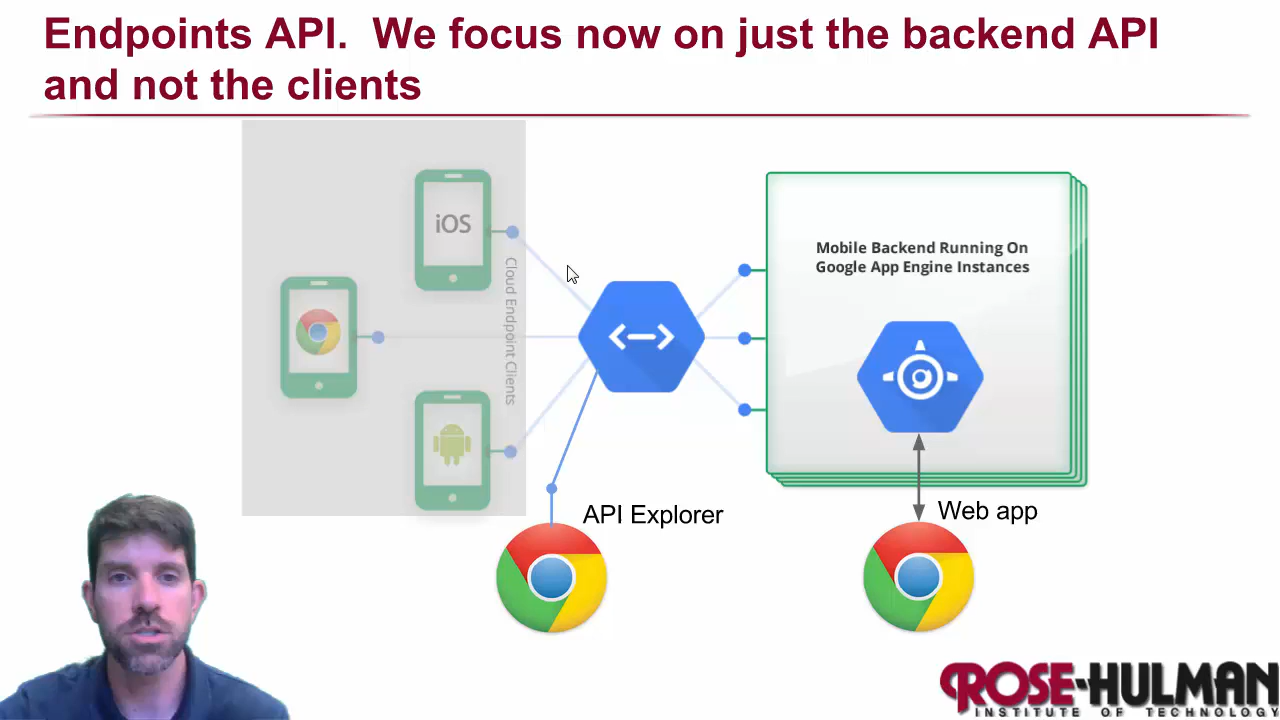 Endpoints API. We focus now on just the backend API
and not the clients
iOS
Cloud Endpoint Clients
Mobile Backend Running On
Google App Engine Instances
API Explorer
Web app
ROSE-HULMAN
INSTITUTE OF TECHNOLOGY